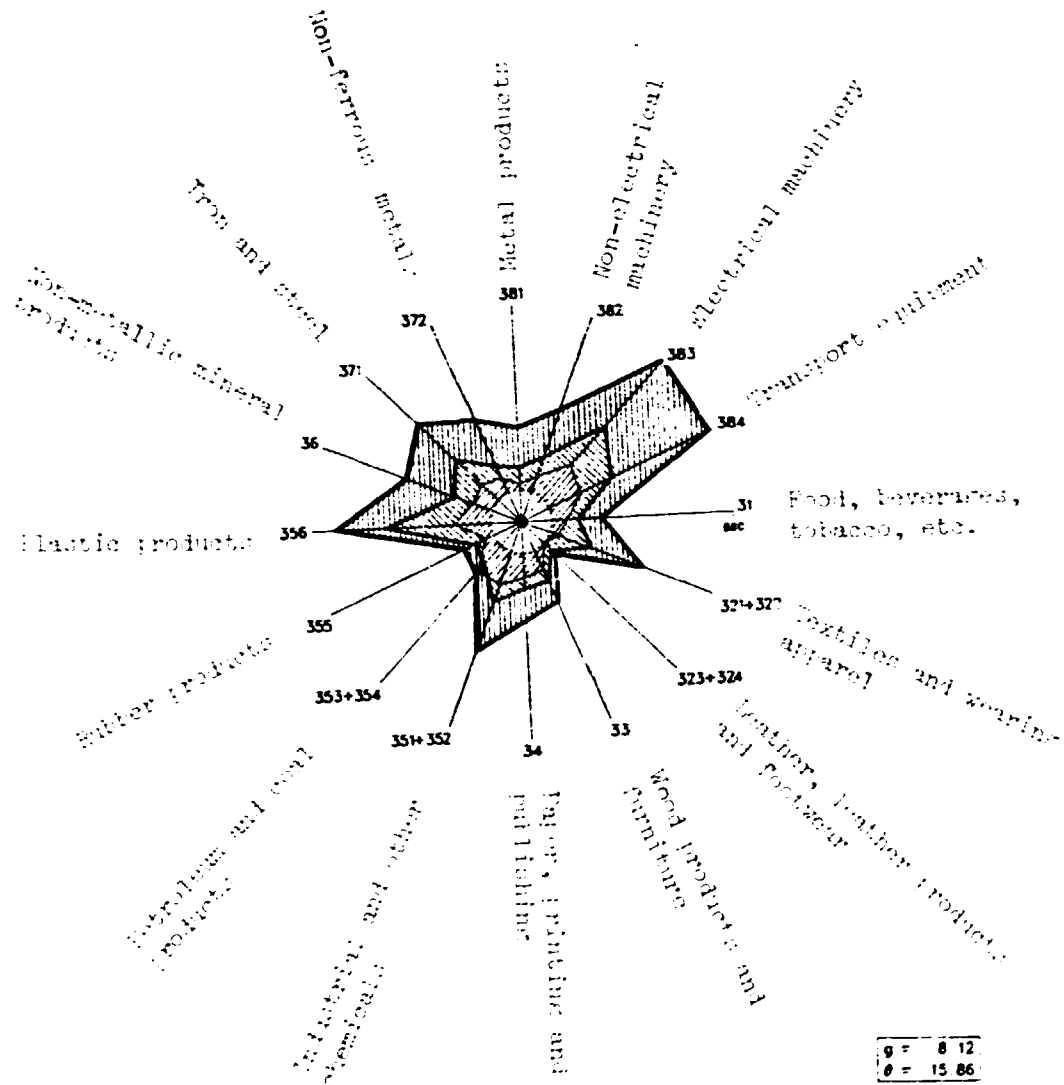 Non-ferrous metals
Metal products
Non-electrical
machinery
Electrical machinery
Transport equipment
Iron and steel
Non-metallic mineral
products
Plastic products
Rubber products
Petroleum and coal
products
Industrial and other
chemicals
Paper, printing and
publishing
Wood products and
furniture
Leather, leather products
and footwear
Textiles and wearing
apparel
Food, beverages,
tobacco, etc.
381
382
383
384
31
321+322
323+324
33
34
351+352
353+354
355
356
36
371
372
g = 8 12
θ = 15 86